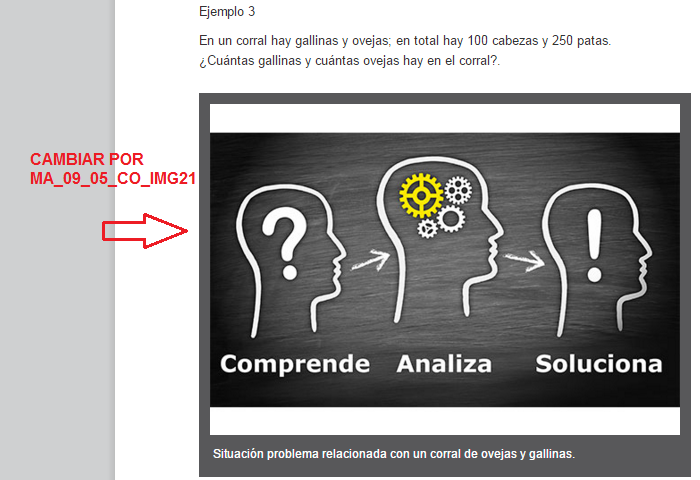 Ejemplo 3
En un corral hay gallinas y ovejas; en total hay 100 cabezas y 250 patas.
¿Cuántas gallinas y cuántas ovejas hay en el corral?.
CAMBIAR POR
MA_09_05_CO_IMG21
?
!
Comprende Analiza Soluciona
Situación problema relacionada con un corral de ovejas y gallinas.